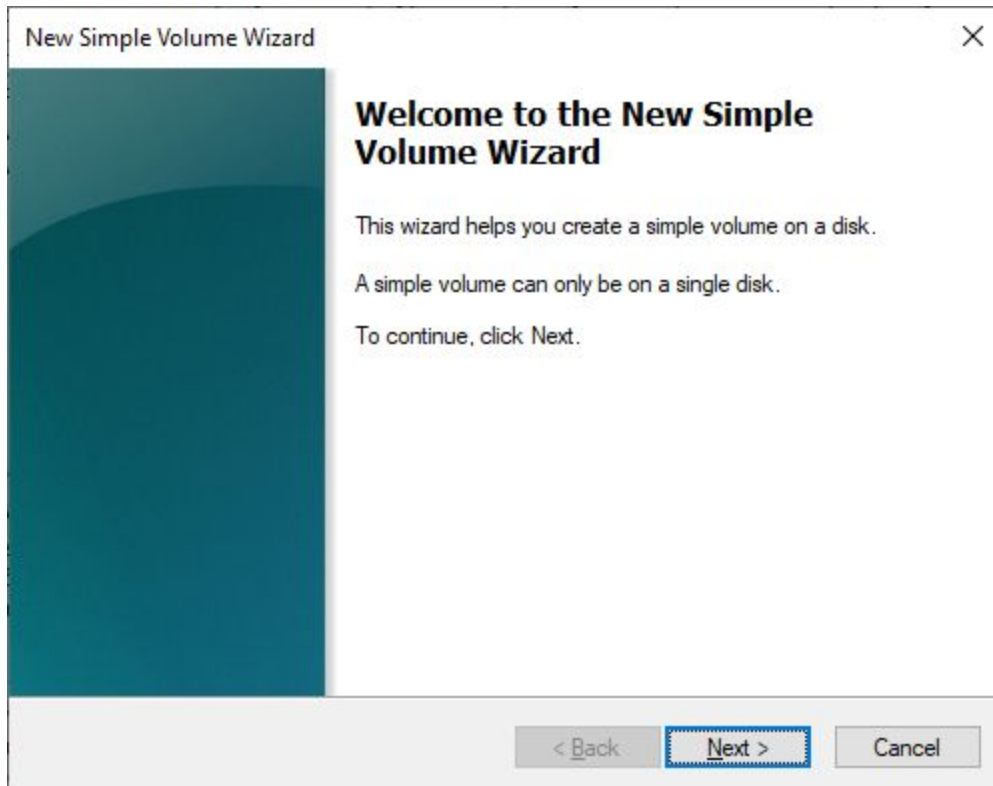 New Simple Volume Wizard
Welcome to the New Simple
Volume Wizard
This wizard helps you create a simple volume on a disk.
A simple volume can only be on a single disk.
To continue, click Next.
< Back
Next >
Cancel